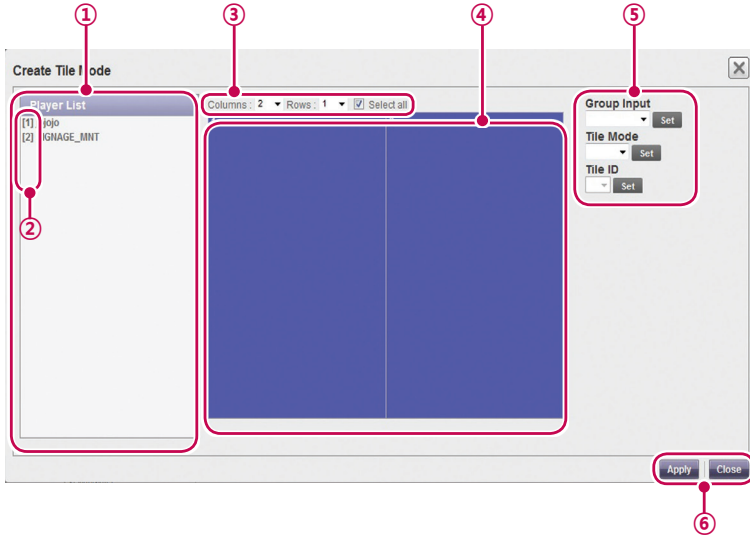 ① ③ ④ ⑤
Create Tile Mode
Player List
[1] jojo
[2] IGNAGE_MNT
②
Columns : 2 Rows : 1 Select all
Group Input
Set
Tile Mode
Set
Tile ID
Set
Apply Close
⑥